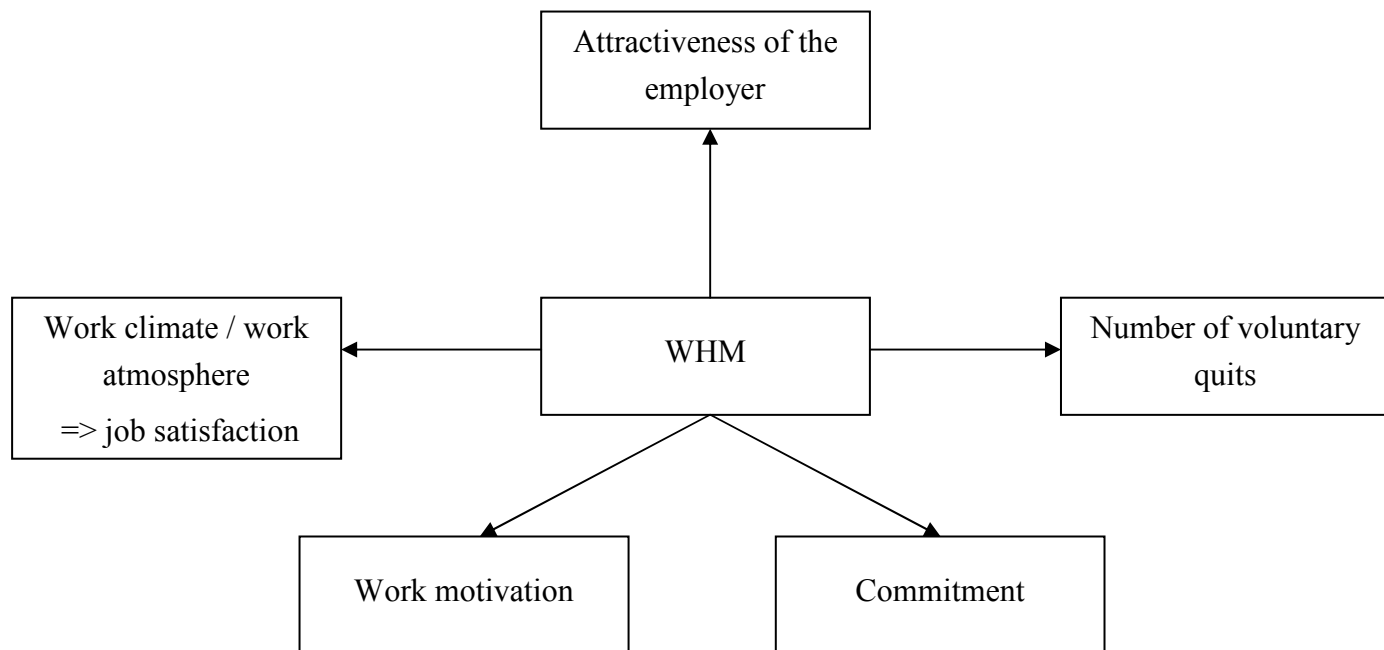 Attractiveness of the
employer
Work climate / work
atmosphere
=> job satisfaction
WHM
Number of voluntary
quits
Work motivation
Commitment